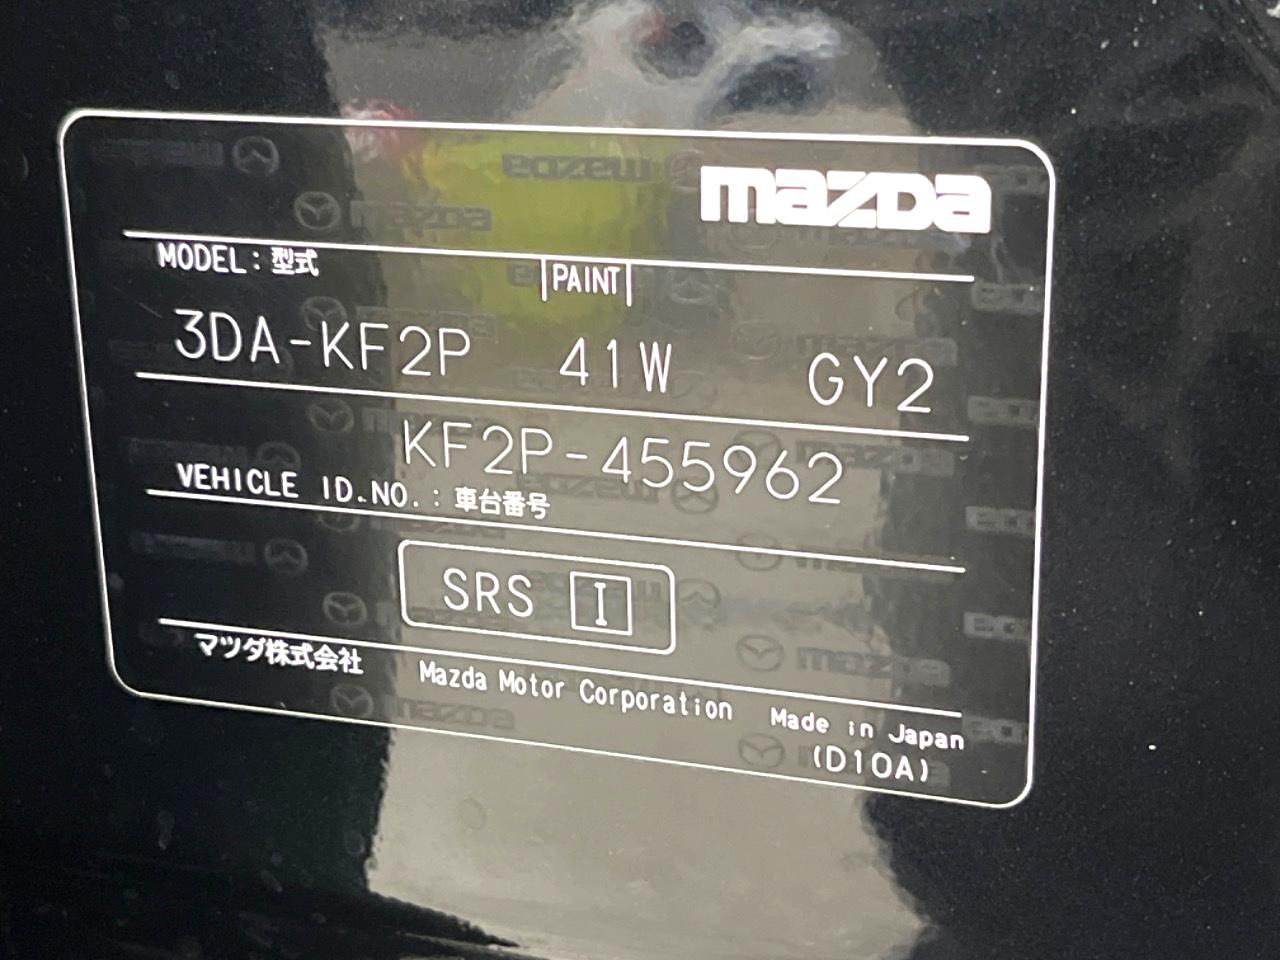 mazda
MODEL : 型式 PAINT
3DA-KF2P 41W GY2
KF2P-455962
VEHICLE ID.NO. : 車台番号
SRS I
マツダ株式会社 Mazda Motor Corporation Made in Japan
(D10A)